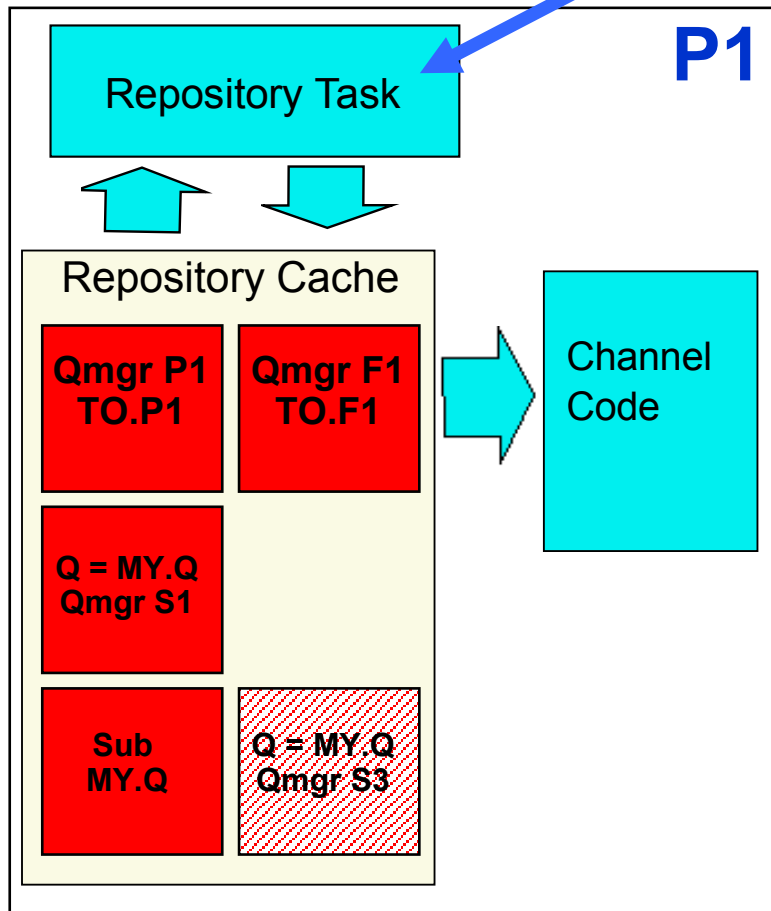 P1
Repository Task
Repository Cache
Qmgr P1
TO.P1
Qmgr F1
TO.F1
Channel
Code
Q = MY.Q
Qmgr S1
Sub
MY.Q
Q = MY.Q
Qmgr S3